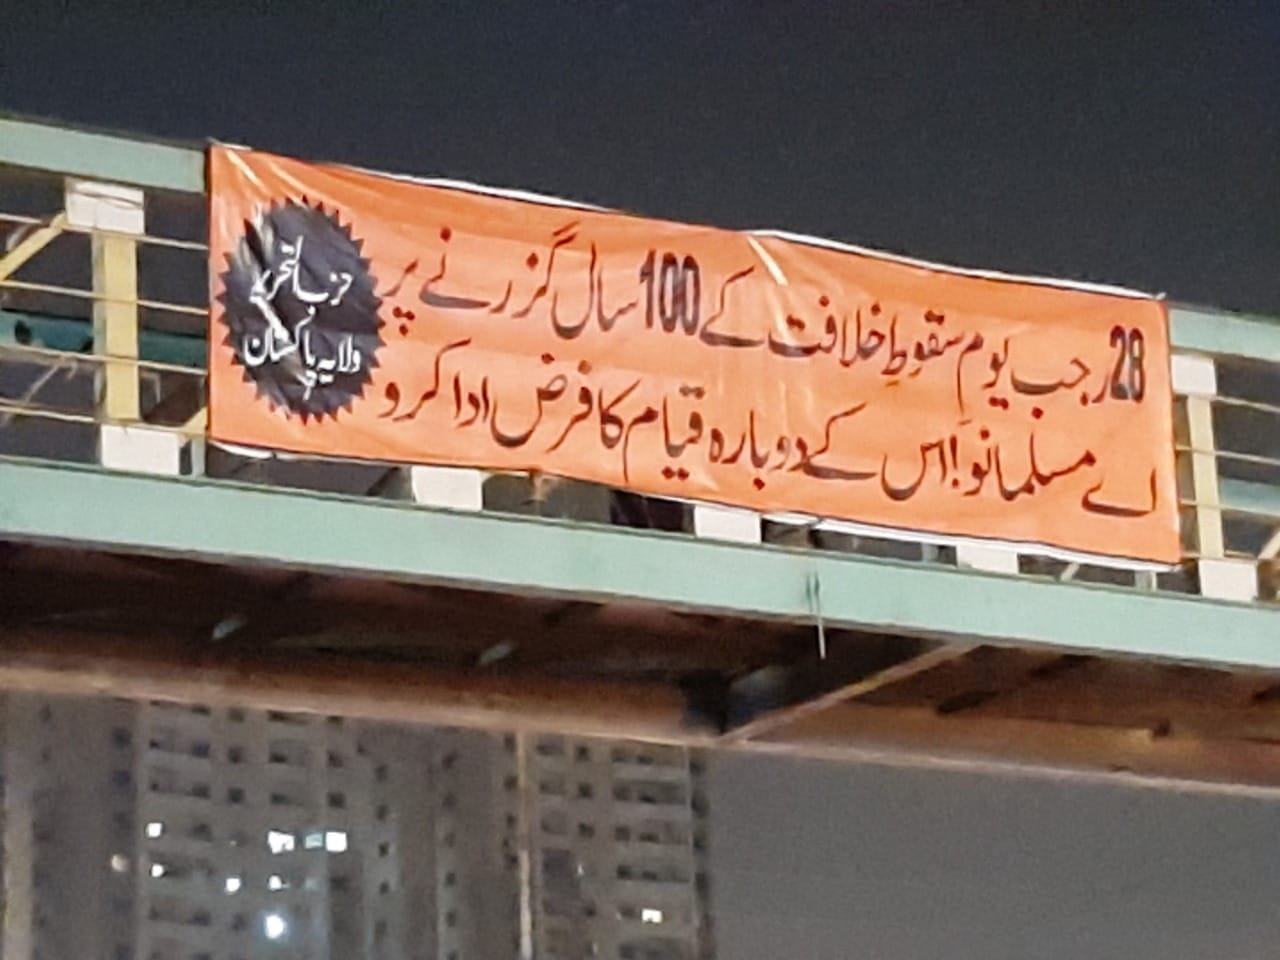 28 رجب یومِ سقوطِ خلافت کے 100 سال گزرنے پر
اے مسلمانو! اس کے دوبارہ قیام کا فرض ادا کرو
حزب التحریر
ولایہ پاکستان